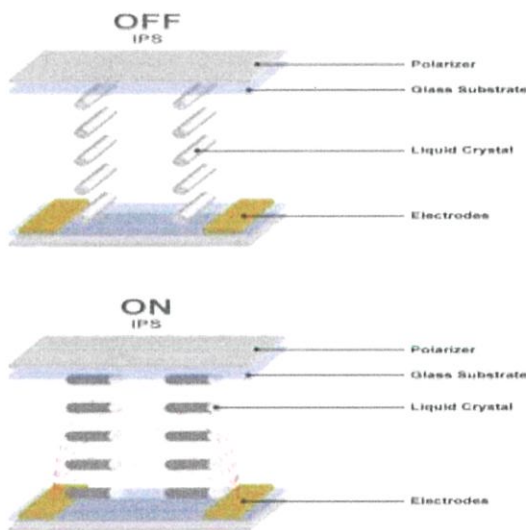 OFF
IPS
Polarizer
Glass Substrate
Liquid Crystal
Electrodes
ON
IPS
Polarizer
Glass Substrate
Liquid Crystal
Electrodes